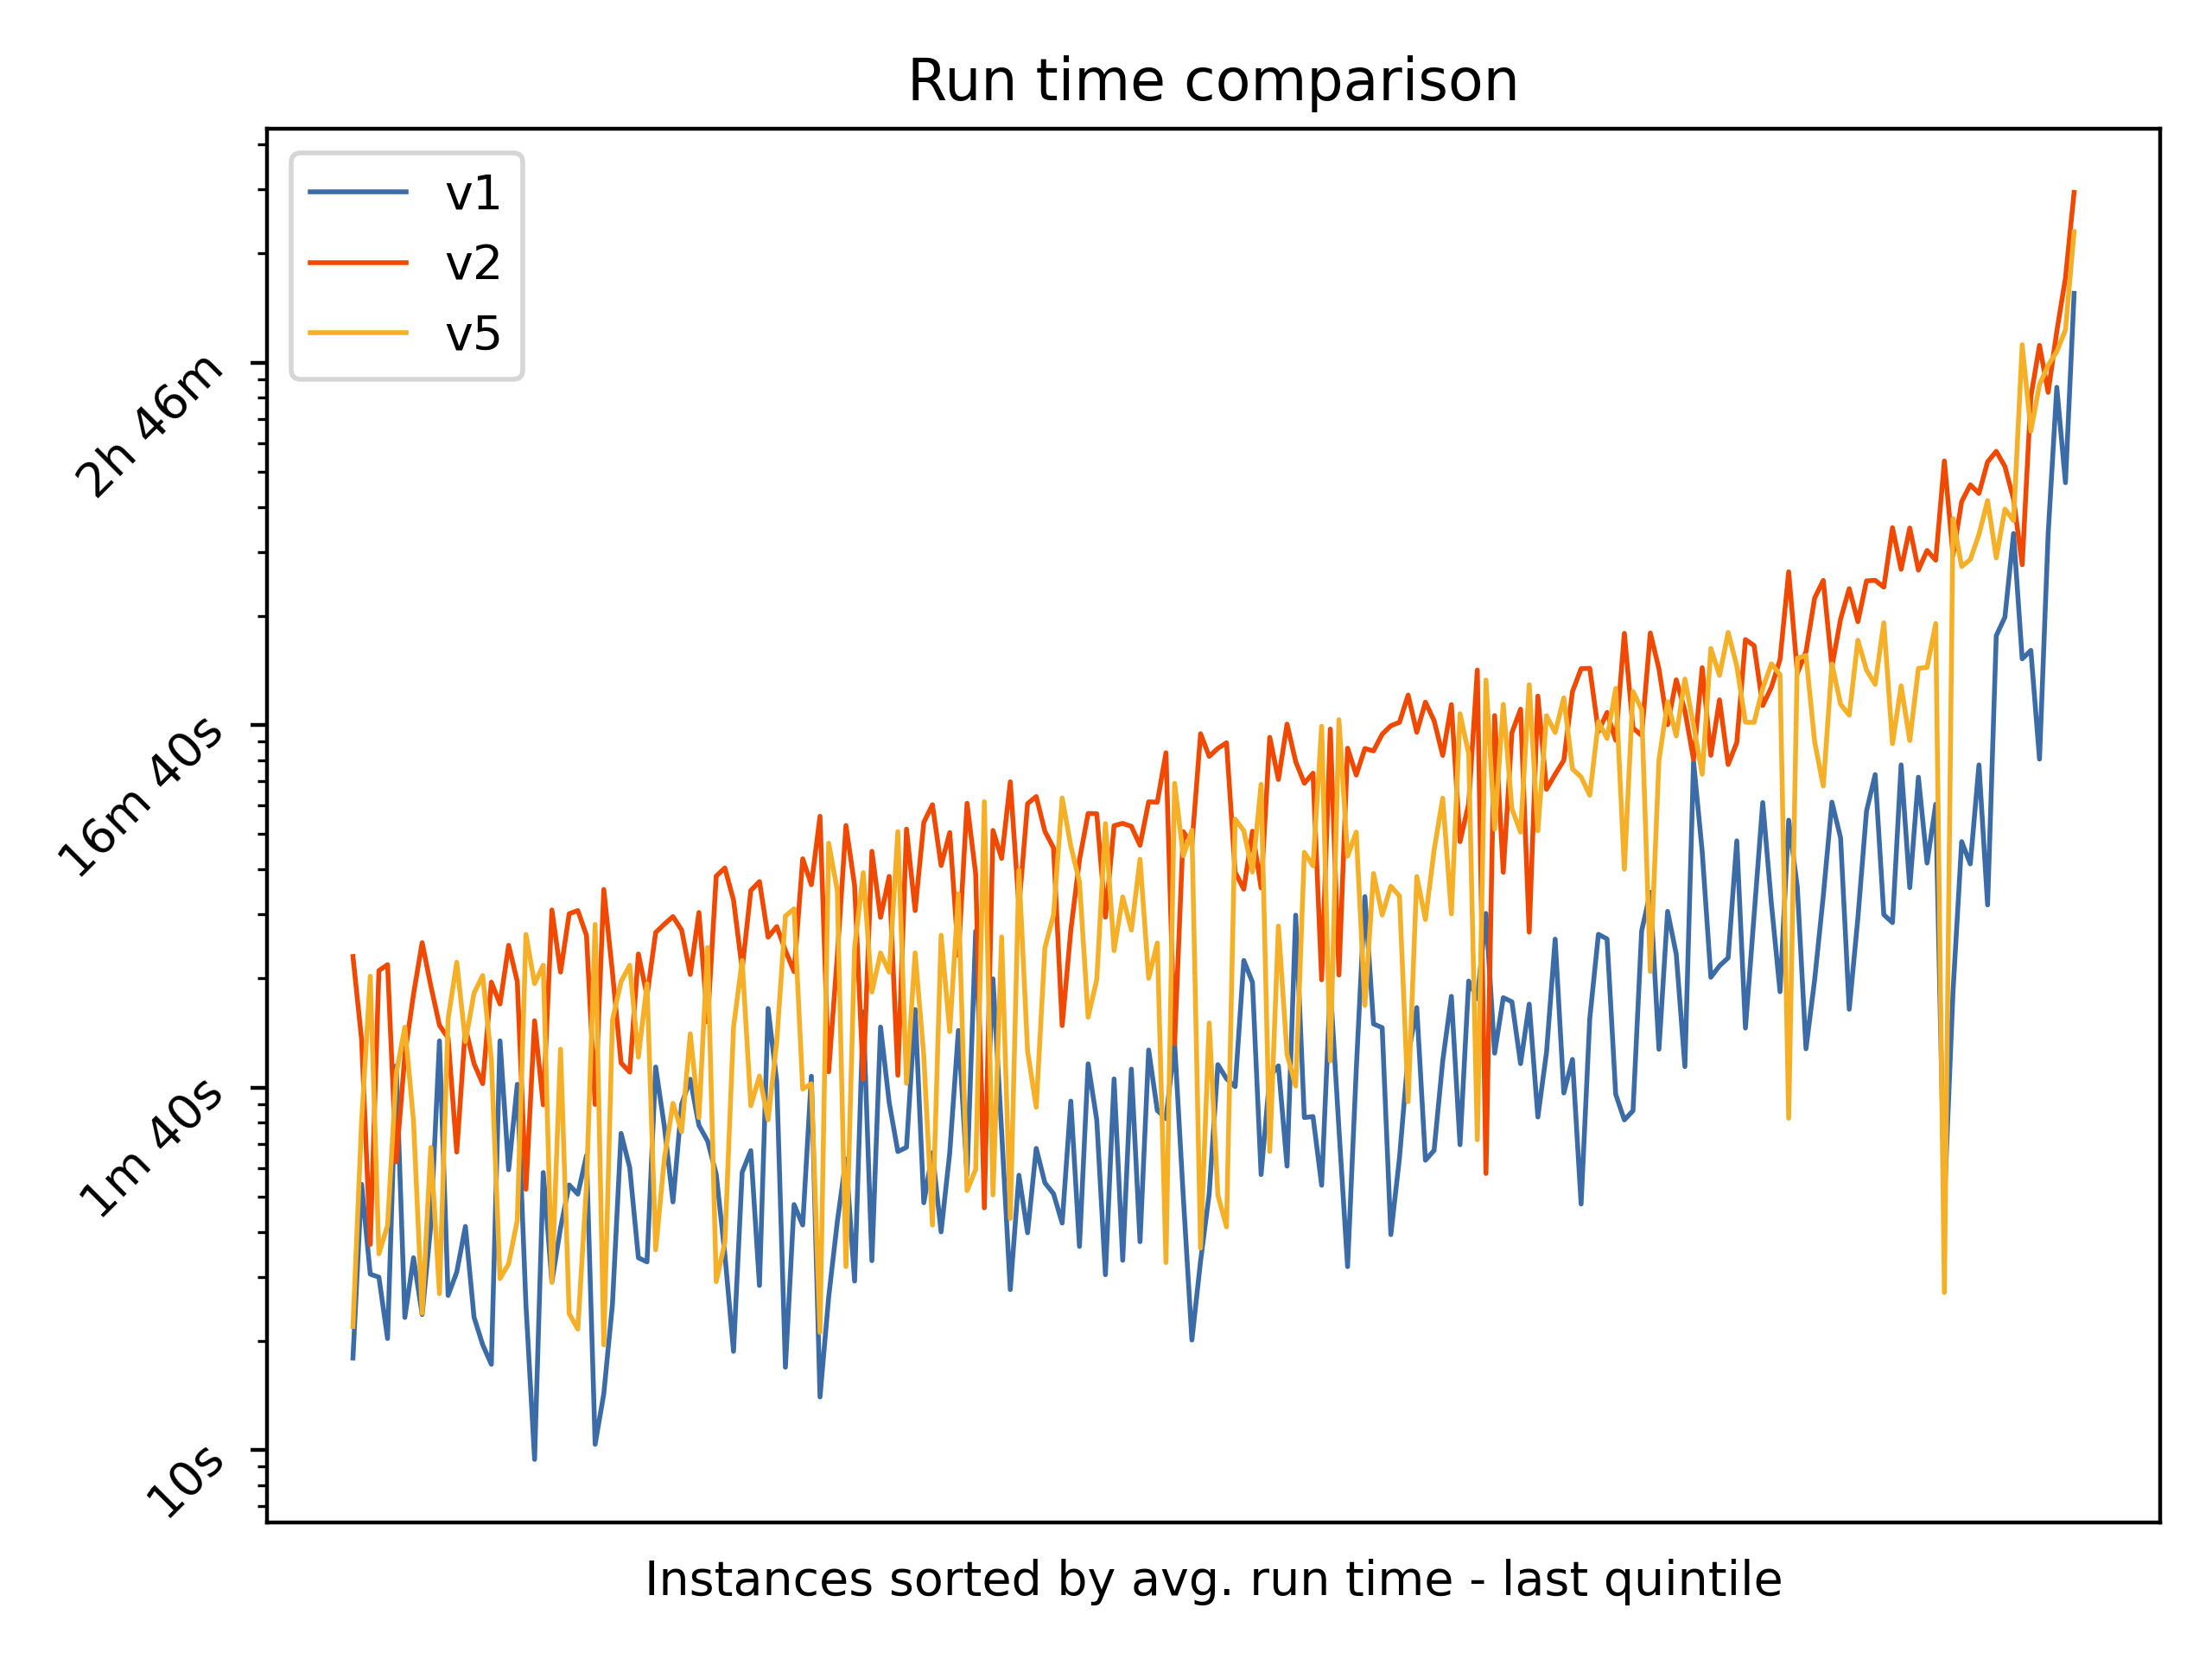 Run time comparison
v1
v2
v5
2h 46m
16m 40s
1m 40s
10s
Instances sorted by avg. run time - last quintile